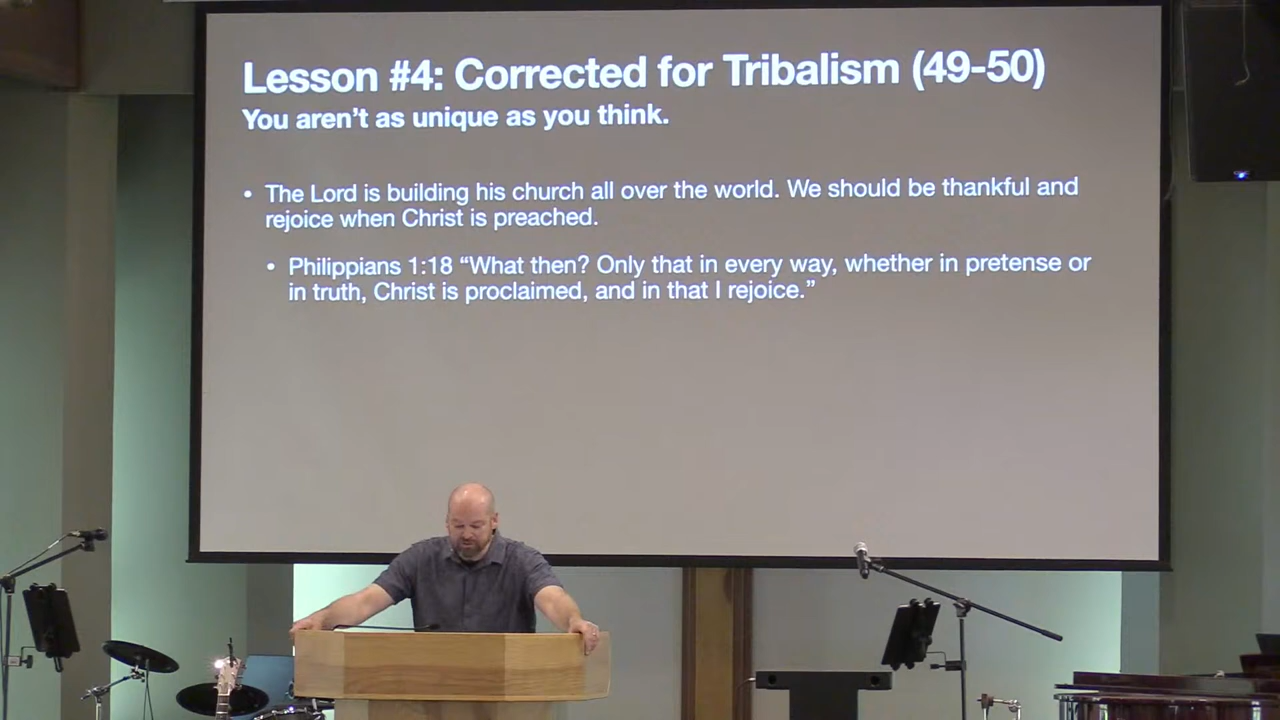 Lesson #4: Corrected for Tribalism (49-50)
You aren’t as unique as you think.
• The Lord is building his church all over the world. We should be thankful and
rejoice when Christ is preached.
• Philippians 1:18 “What then? Only that in every way, whether in pretense or
in truth, Christ is proclaimed, and in that I rejoice.”